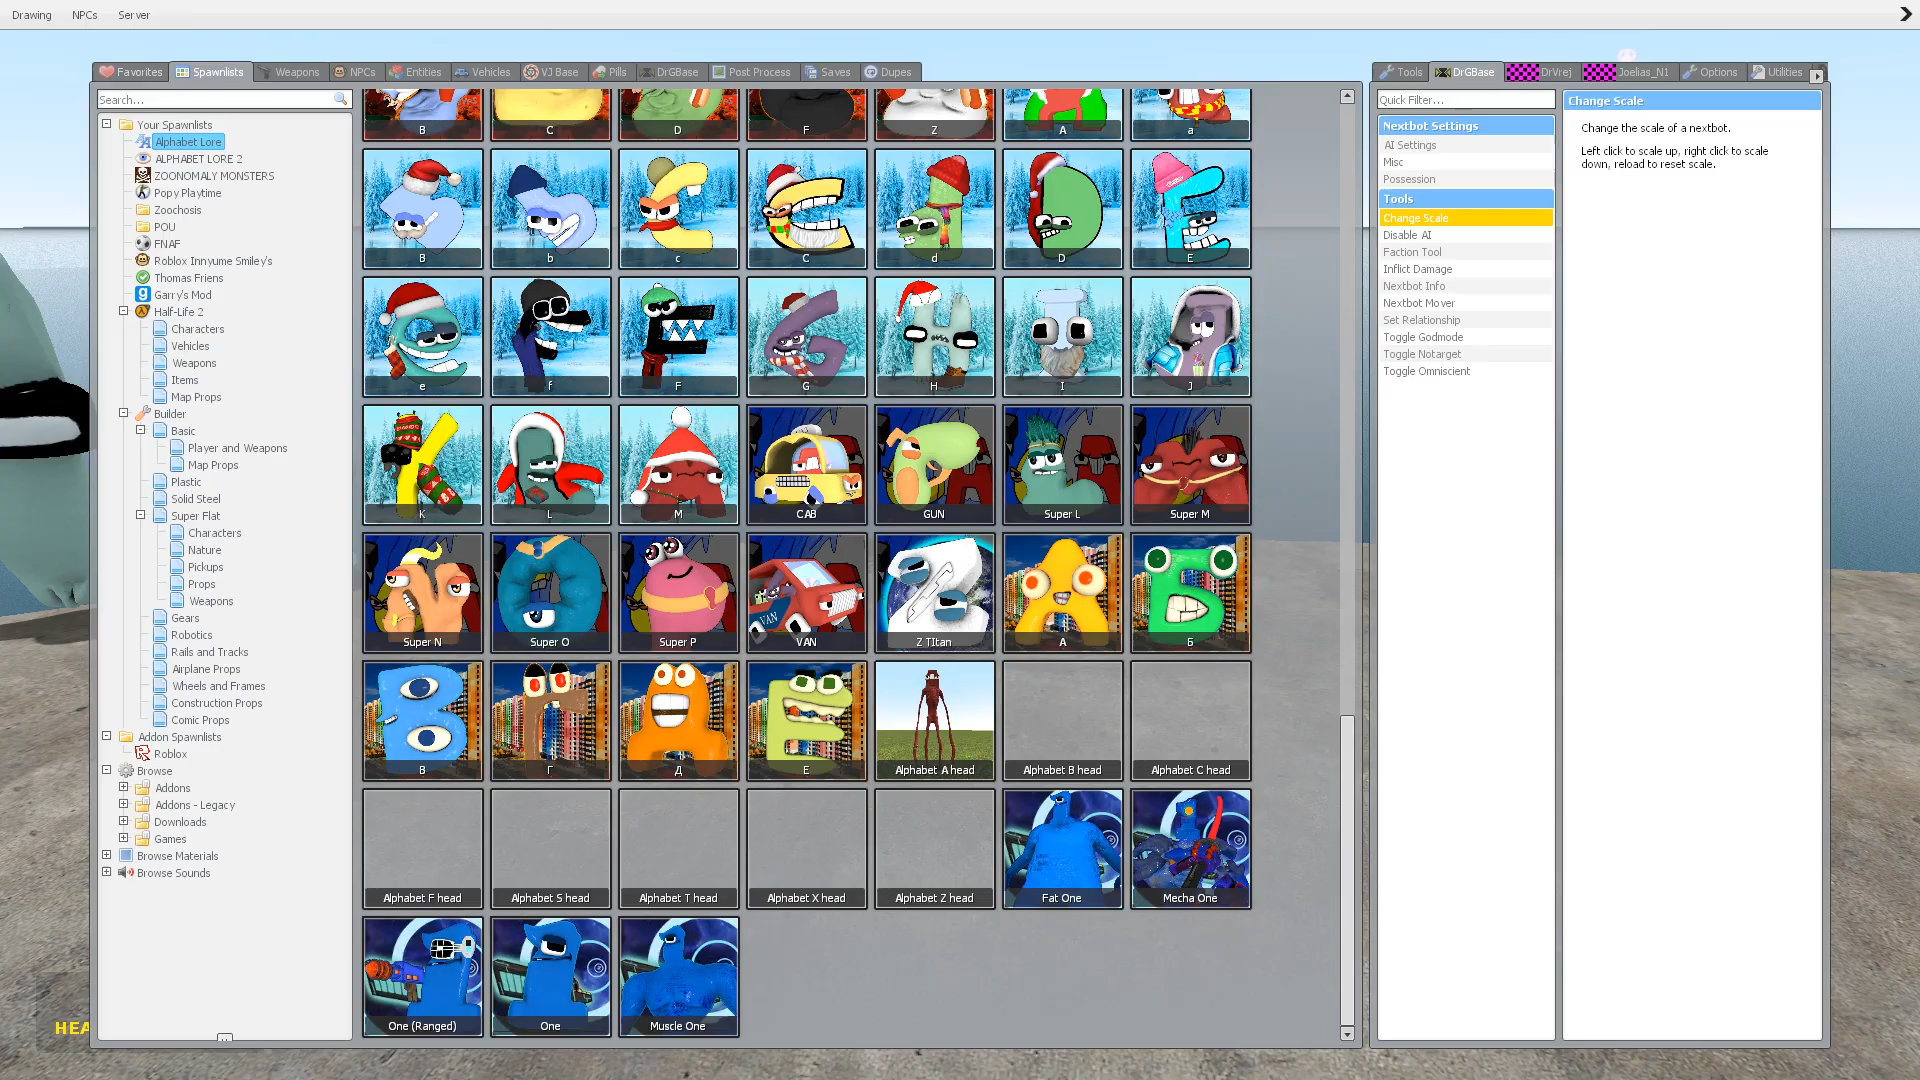 Drawing NPCs Server
Favorites Spawnlists Weapons NPCs Entities Vehicles VJ Base Pills DrGBase Post Process Saves Dupes
Search...
Your Spawnlists
Alphabet Lore
ALPHABET LORE 2
ZOONOMALY MONSTERS
Popy Playtime
Zoochosis
POU
FNAF
Roblox Innyume Smiley's
Thomas Friens
Garry's Mod
Half-Life 2
Characters
Vehicles
Weapons
Items
Map Props
Builder
Basic
Player and Weapons
Map Props
Plastic
Solid Steel
Super Flat
Characters
Nature
Pickups
Props
Weapons
Gears
Robotics
Rails and Tracks
Airplane Props
Wheels and Frames
Construction Props
Comic Props
Addon Spawnlists
Roblox
Browse
Addons
Addons - Legacy
Downloads
Games
Browse Materials
Browse Sounds
HEA
B C D F Z A a
B b c C d D E
e f F G H I J
K L M CAB GUN Super L Super M
Super N Super O Super P VAN Z TItan А Б
VAN
В Г Д Е Alphabet A head Alphabet B head Alphabet C head
Alphabet F head Alphabet S head Alphabet T head Alphabet X head Alphabet Z head Fat One Mecha One
One (Ranged) One Muscle One
Tools DrGBase DrVrej Joelias_N1 Options Utilities
Quick Filter...
Nextbot Settings
AI Settings
Misc
Possession
Tools
Change Scale
Disable AI
Faction Tool
Inflict Damage
Nextbot Info
Nextbot Mover
Set Relationship
Toggle Godmode
Toggle Notarget
Toggle Omniscient
Change Scale
Change the scale of a nextbot.
Left click to scale up, right click to scale
down, reload to reset scale.